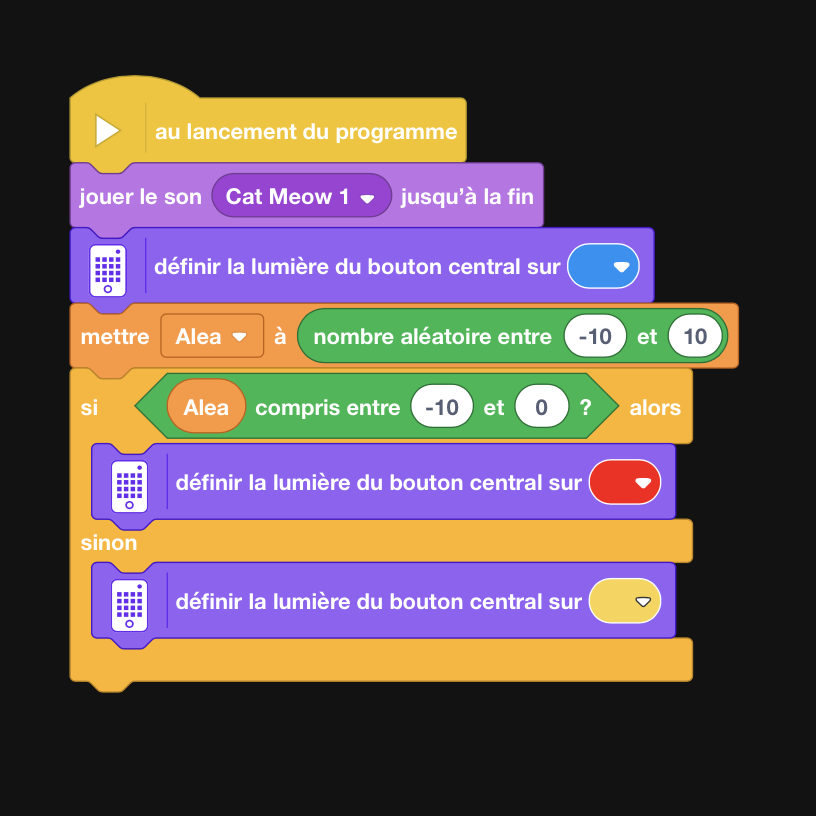 au lancement du programme
jouer le son Cat Meow 1 jusqu'à la fin
définir la lumière du bouton central sur
mettre Alea à nombre aléatoire entre -10 et 10
si Alea compris entre -10 et 0 ? alors
définir la lumière du bouton central sur
sinon
définir la lumière du bouton central sur